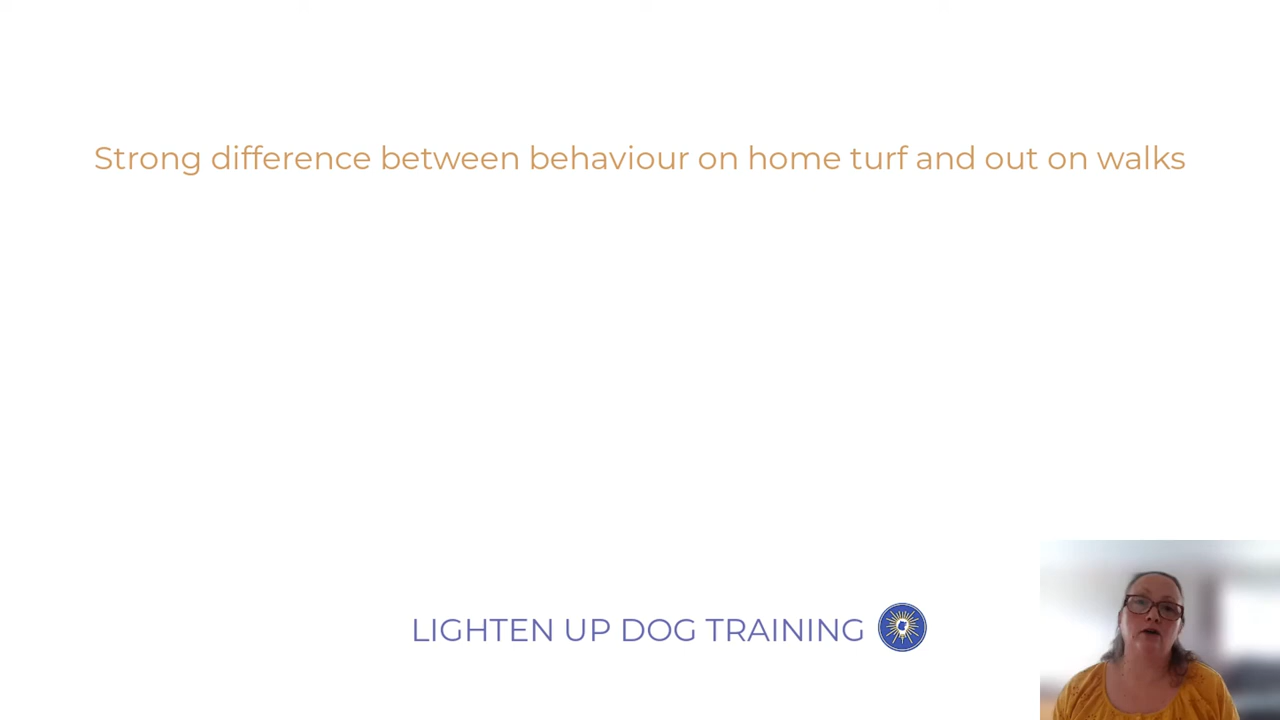 Strong difference between behaviour on home turf and out on walks
LIGHTEN UP DOG TRAINING